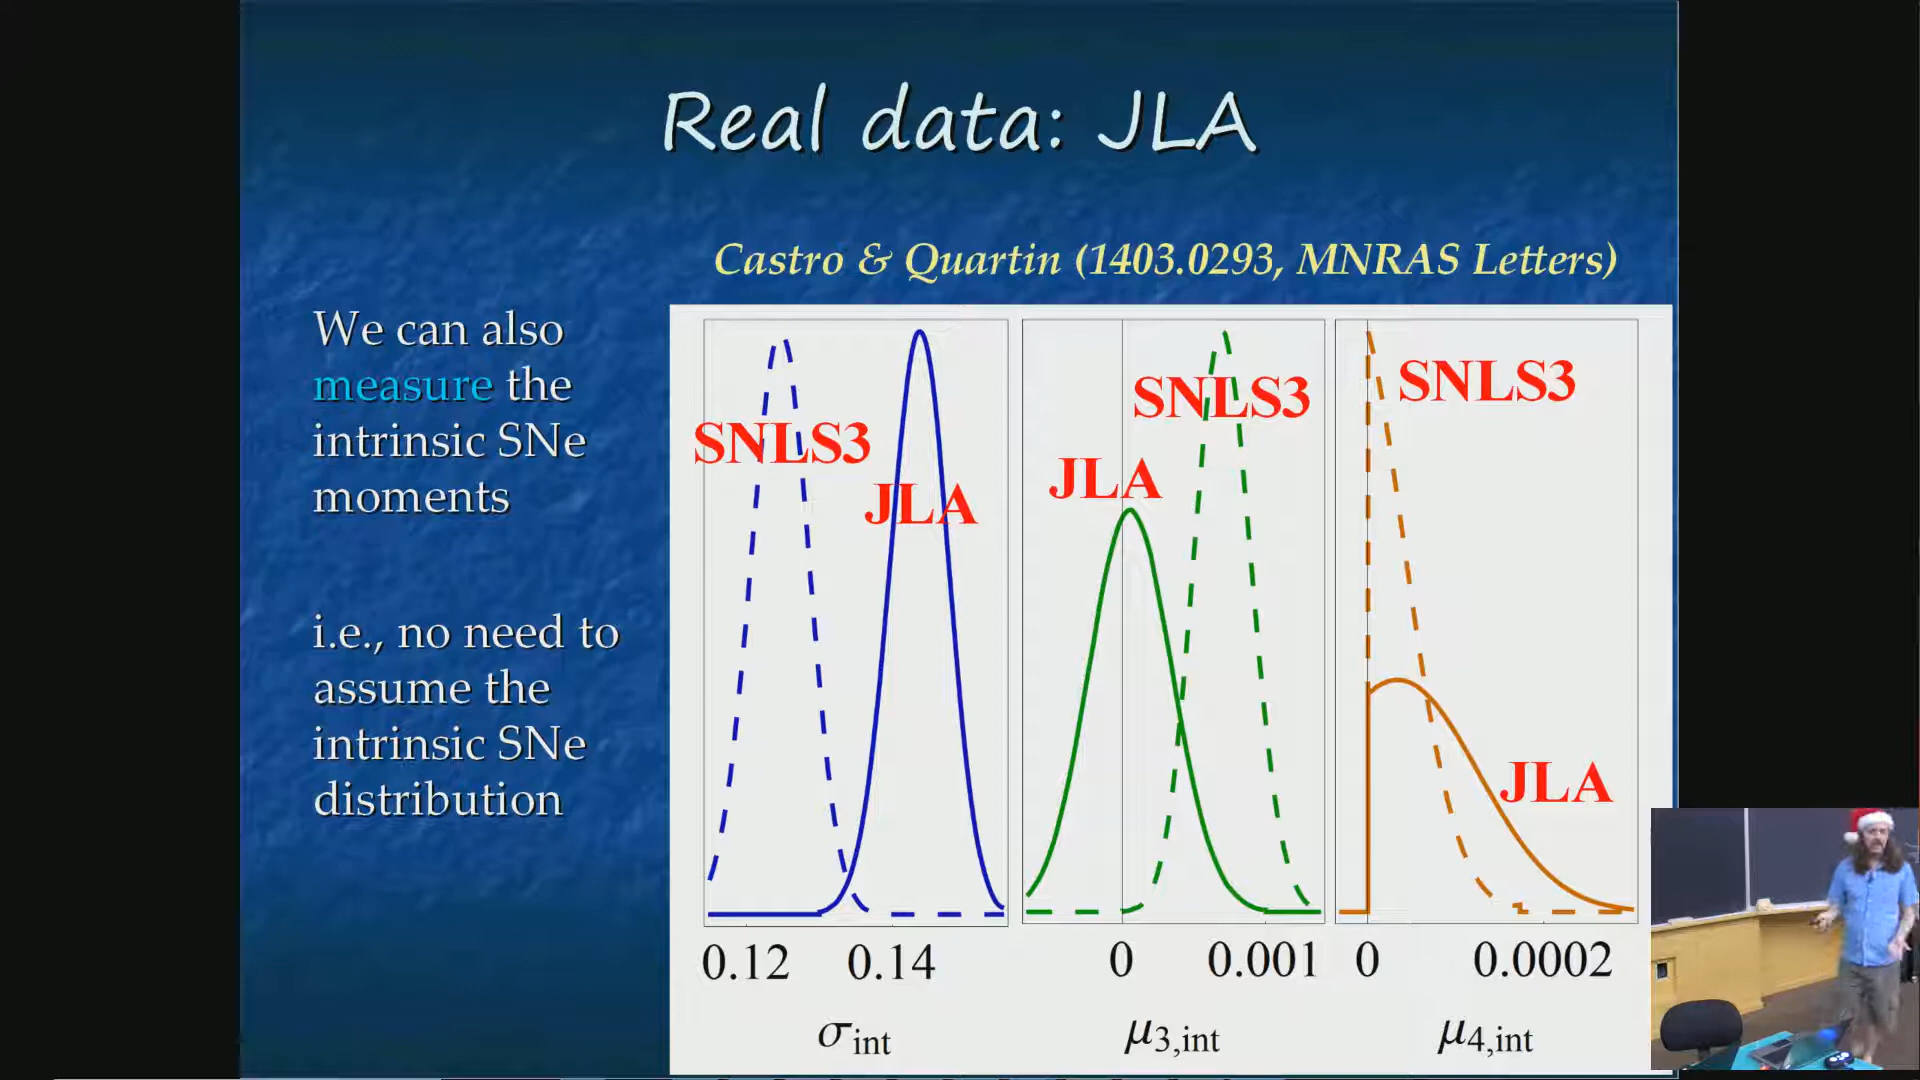 Real data: JLA
Castro & Quartin (1403.0293, MNRAS Letters)
We can also
measure the
intrinsic SNe
moments
i.e., no need to
assume the
intrinsic SNe
distribution
SNLS3
JLA
SNLS3
JLA
SNLS3
JLA
0.12 0.14 0 0.001 0 0.0002
σint μ3,int μ4,int